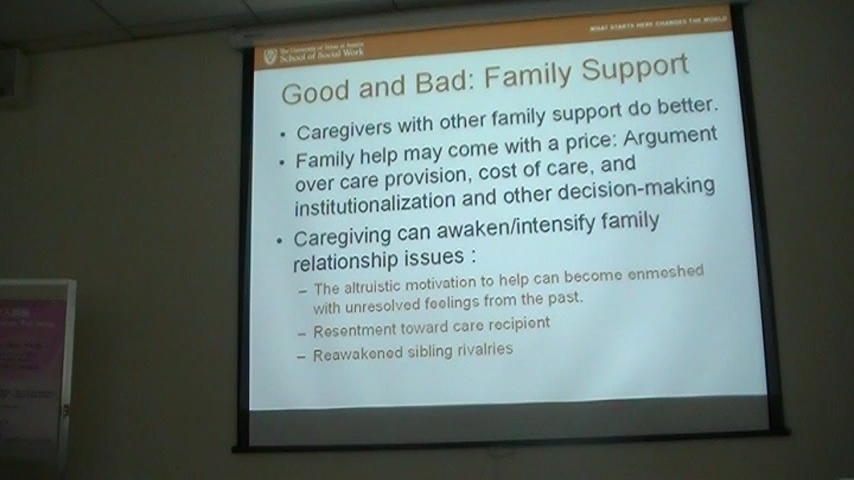 The University of Texas at Austin
School of Social Work
WHAT STARTS HERE CHANGES THE WORLD
Good and Bad: Family Support
• Caregivers with other family support do better.
• Family help may come with a price: Argument
over care provision, cost of care, and
institutionalization and other decision-making
• Caregiving can awaken/intensify family
relationship issues :
– The altruistic motivation to help can become enmeshed
with unresolved feelings from the past.
– Resentment toward care recipient
– Reawakened sibling rivalries